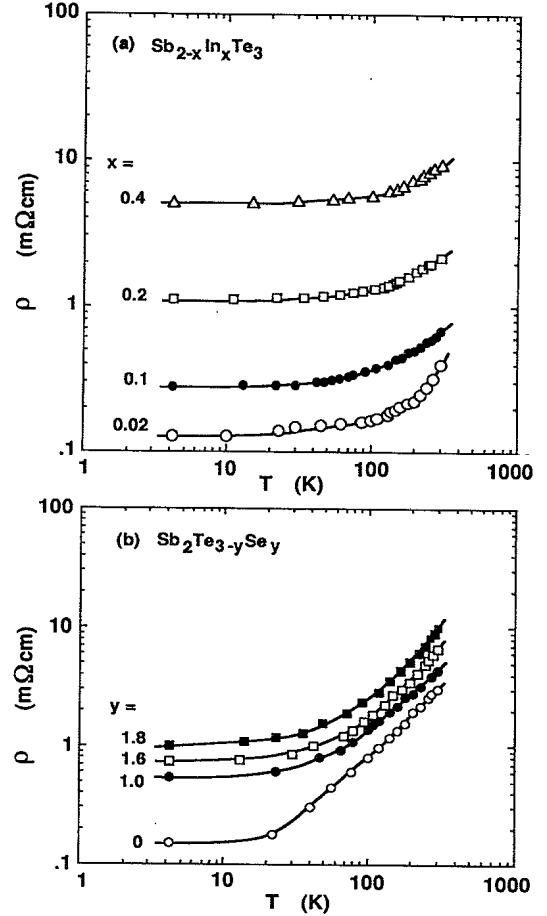 100
(a) Sb2-xInxTe3
x =
0.4
10
ρ (mΩcm)
0.2
1
0.1
0.02
.1
1 10 100 1000
T (K)
100
(b) Sb2Te3-ySey
10
ρ (mΩcm)
y =
1.8
1.6
1
1.0
0
.1
1 10 100 1000
T (K)